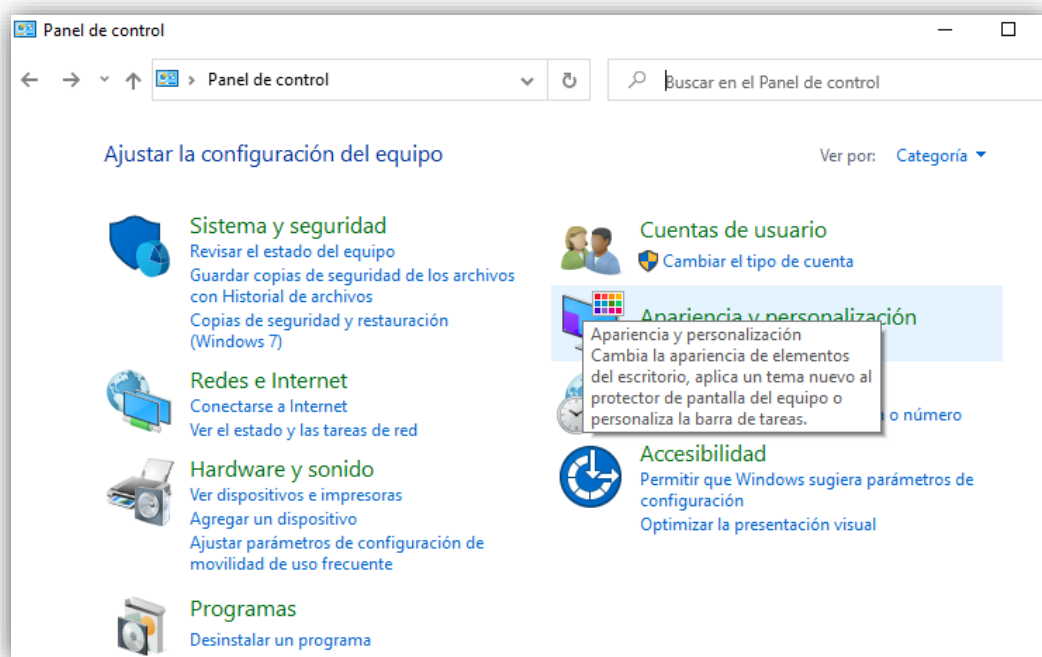 Panel de control
Panel de control
Buscar en el Panel de control
Ajustar la configuración del equipo
Ver por: Categoría
Sistema y seguridad
Revisar el estado del equipo
Guardar copias de seguridad de los archivos
con Historial de archivos
Copias de seguridad y restauración
(Windows 7)
Redes e Internet
Conectarse a Internet
Ver el estado y las tareas de red
Hardware y sonido
Ver dispositivos e impresoras
Agregar un dispositivo
Ajustar parámetros de configuración de
movilidad de uso frecuente
Programas
Desinstalar un programa
Cuentas de usuario
Cambiar el tipo de cuenta
Apariencia y personalización
Apariencia y personalización
Cambia la apariencia de elementos
del escritorio, aplica un tema nuevo al
protector de pantalla del equipo o
personaliza la barra de tareas.
o número
Accesibilidad
Permitir que Windows sugiera parámetros de
configuración
Optimizar la presentación visual